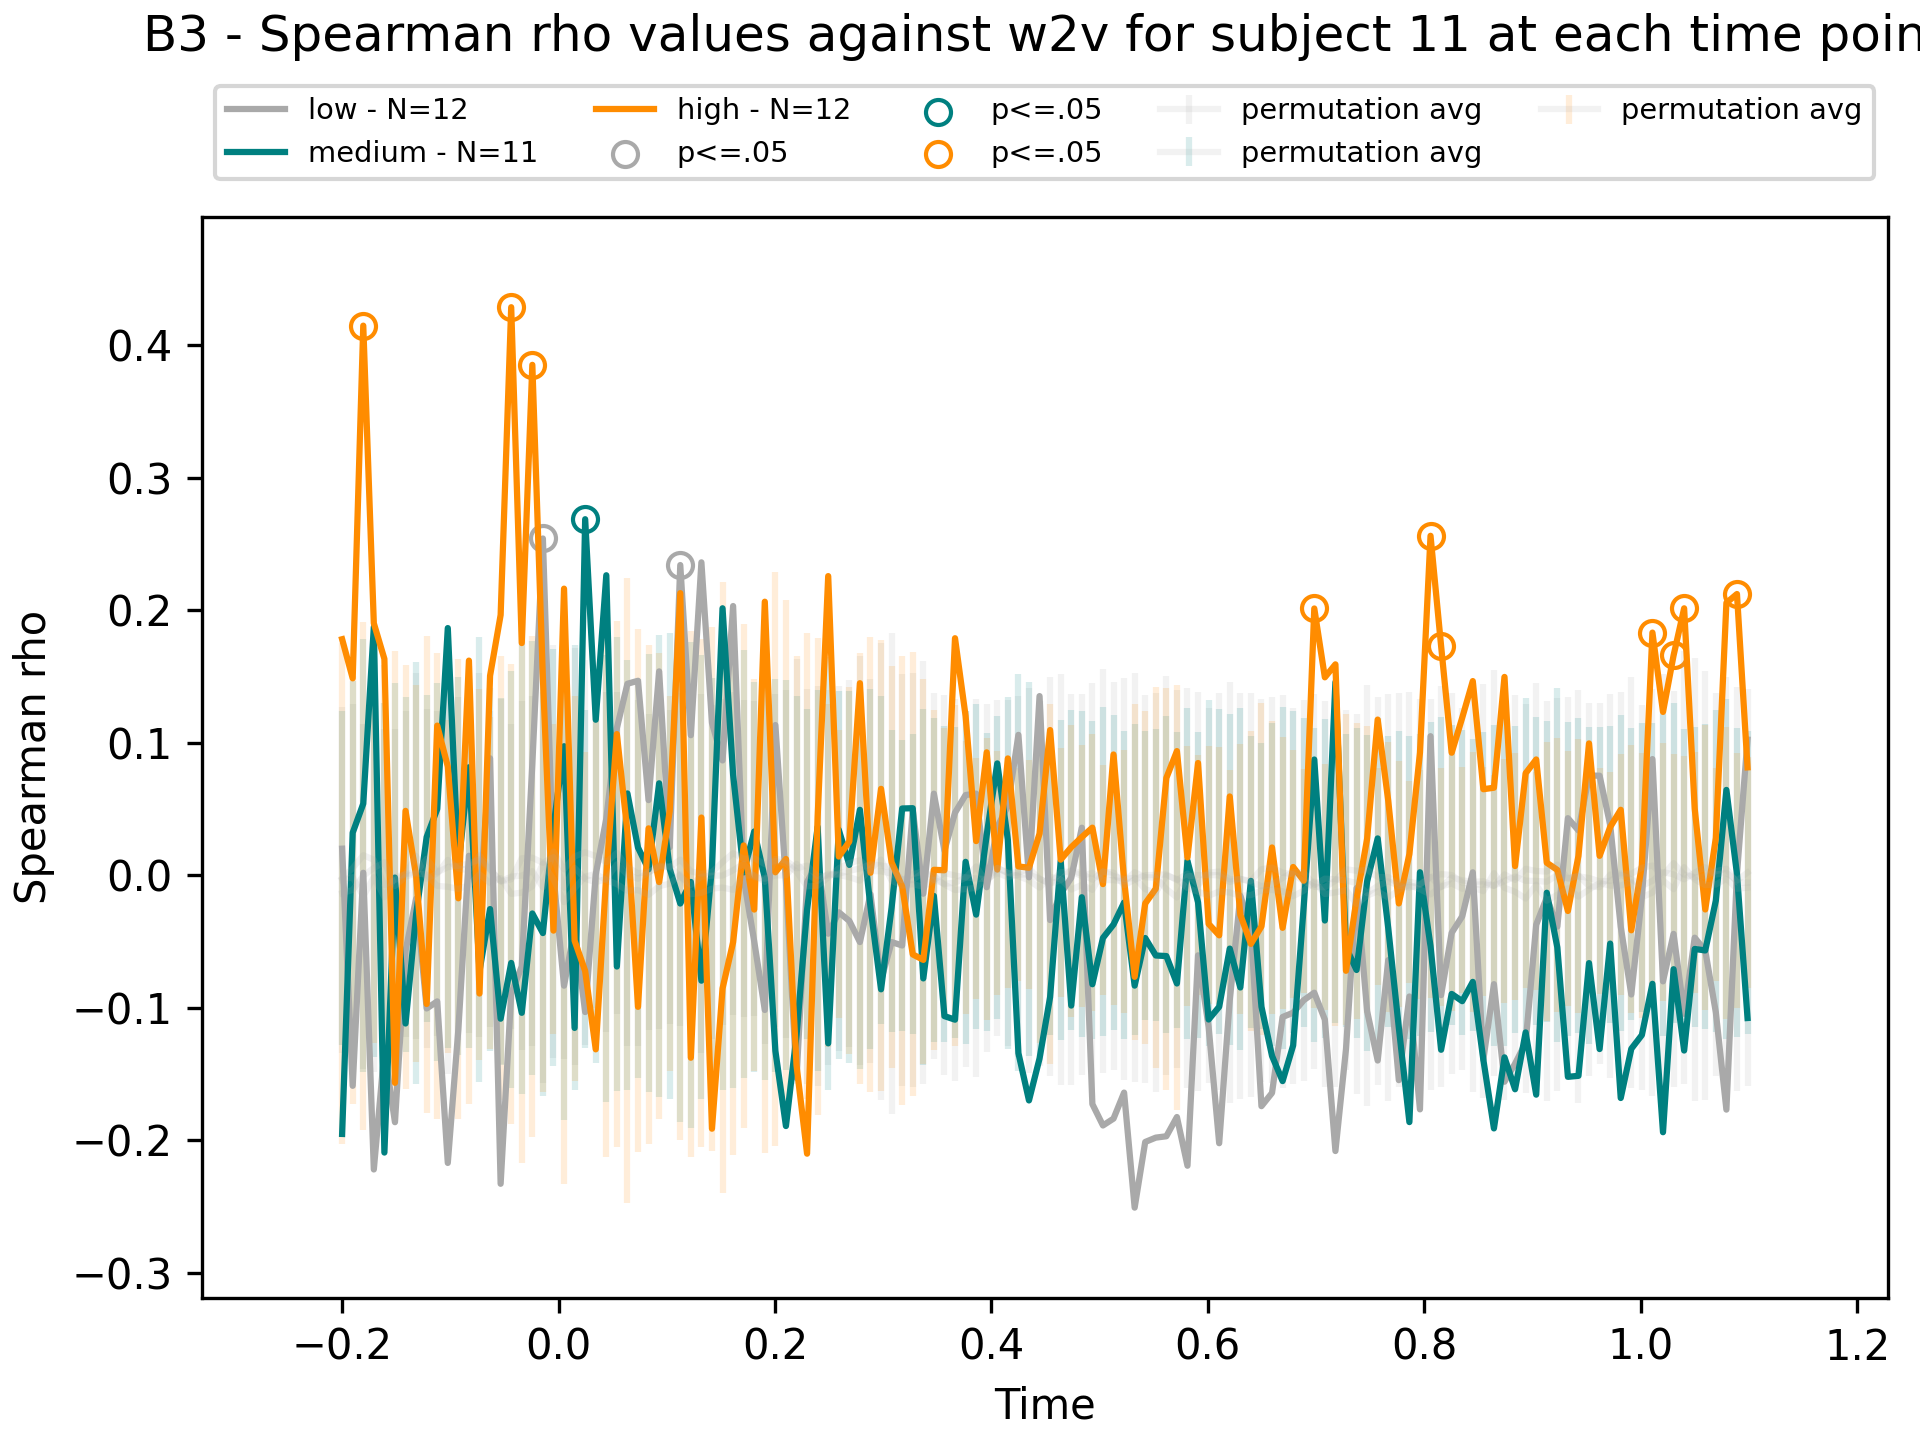 B3 - Spearman rho values against w2v for subject 11 at each time poin
low - N=12 high - N=12 p<=.05 permutation avg permutation avg
medium - N=11 p<=.05 p<=.05 permutation avg
Spearman rho
0.4
0.3
0.2
0.1
0.0
−0.1
−0.2
−0.3
−0.2 0.0 0.2 0.4 0.6 0.8 1.0 1.2
Time